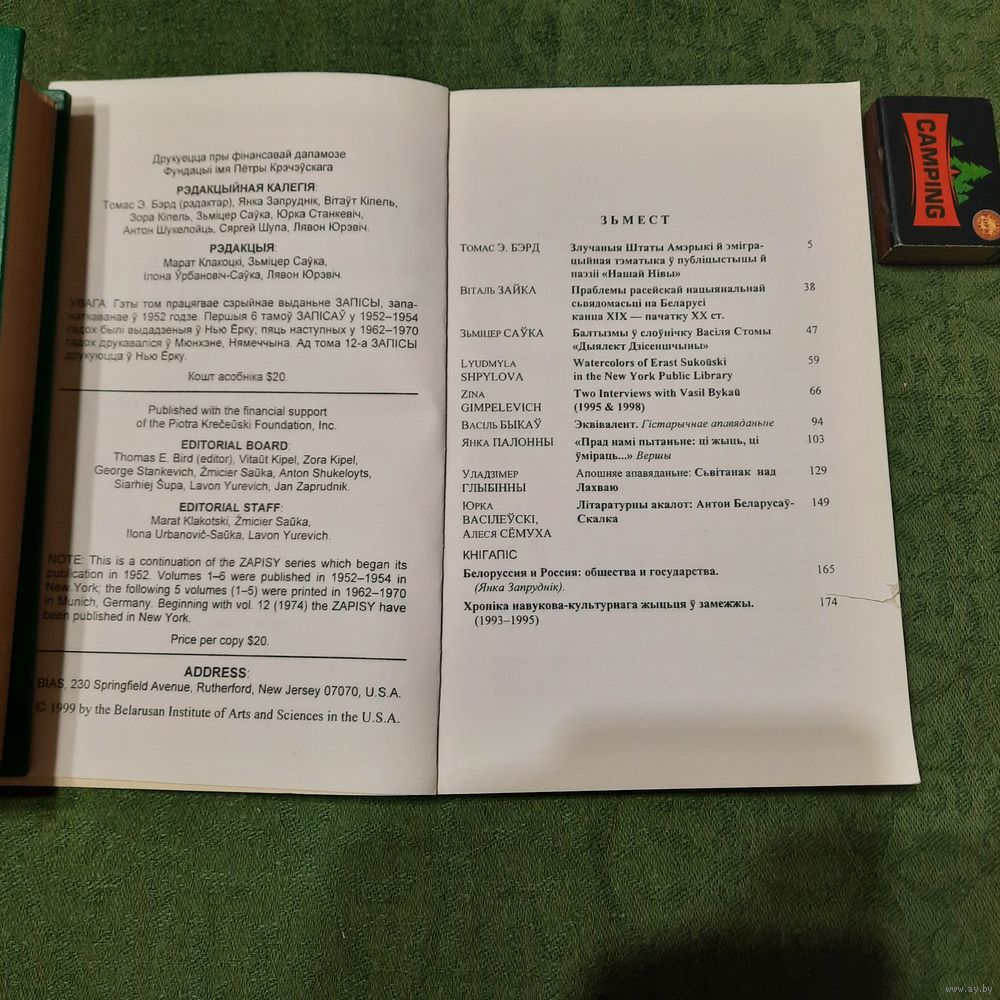 Друкуецца пры фінансавай дапамозе
Фундацыі імя Пётры Крэчэўскага
РЭДАКЦЫЙНАЯ КАЛЕГІЯ:
Томас Э. Бэрд (рэдактар), Янка Запруднік, Вітаўт Кіпель,
Зора Кіпель, Зьміцер Саўка, Юрка Станкевіч,
Антон Шукелойць, Сяргей Шупа, Лявон Юрэвіч.
РЭДАКЦЫЯ:
Марат Клакоцкі, Зьміцер Саўка,
Ілона Урбановіч-Саўка, Лявон Юрэвіч.
УВАГА: Гэты том працягвае сэрыйнае выданьне ЗАПІСЫ, запа-
чаткаванае ў 1952 годзе. Першыя 6 тамоў ЗАПІСАЎ у 1952–1954
гадох былі выдадзеныя ў Нью Ёрку; пяць наступных у 1962–1970
гадох друкаваліся ў Мюнхэне, Нямеччына. Ад тома 12-а ЗАПІСЫ
друкуюцца ў Нью Ёрку.
Кошт асобніка $20.
Published with the financial support
of the Piotra Krečeŭski Foundation, Inc.
EDITORIAL BOARD:
Thomas E. Bird (editor), Vitaŭt Kipel, Zora Kipel,
George Stankevich, Žmicier Saŭka, Anton Shukeloyts,
Siarhiej Šupa, Lavon Yurevich, Jan Zaprudnik.
EDITORIAL STAFF:
Marat Klakotski, Žmicier Saŭka,
Ilona Urbanovič-Saŭka, Lavon Yurevich.
NOTE: This is a continuation of the ZAPISY series which began its
publication in 1952. Volumes 1–6 were published in 1952–1954 in
New York; the following 5 volumes (1–5) were printed in 1962–1970
in Munich, Germany. Beginning with vol. 12 (1974) the ZAPISY have
been published in New York.
Price per copy $20.
ADDRESS:
BIAS, 230 Springfield Avenue, Rutherford, New Jersey 07070, U.S.A.
© 1999 by the Belarusan Institute of Arts and Sciences in the U.S.A.
ЗЬМЕСТ
ТОМАС Э. БЭРД Злучаныя Штаты Амэрыкі й эмігра- 5
цыйная тэматыка ў публіцыстыцы й
паэзіі «Нашай Нівы»
ВІТАЛЬ ЗАЙКА Праблемы расейскай нацыянальнай 38
сьвядомасьці на Беларусі
канца XIX — пачатку XX ст.
ЗЬМІЦЕР САЎКА Балтызмы ў слоўнічку Васіля Стомы 47
«Дыялект Дзісеншчыны»
LYUDMYLA Watercolors of Erast Sukoŭski 59
SHPYLOVA in the New York Public Library
ZINA Two Interviews with Vasil Bykaŭ 66
GIMPELEVICH (1995 & 1998)
ВАСІЛЬ БЫКАЎ Эквівалент. Гістарычнае апавяданьне 94
ЯНКА ПАЛОННЫ «Прад намі пытаньне: ці жыць, ці 103
ўміраць...» Вершы
УЛАДЗІМЕР Апошняе апавяданьне: Сьвітанак над 129
ГЛЫБІННЫ Лахваю
ЮРКА Літаратурны акалот: Антон Беларусаў- 149
ВАСІЛЕЎСКІ, Скалка
АЛЕСЯ СЁМУХА
КНІГАПІС
Белоруссия и Россия: общества и государства. 165
(Янка Запруднік).
Хроніка навукова-культурнага жыцьця ў замежжы. 174
(1993–1995)
CAMPING
www.ay.by